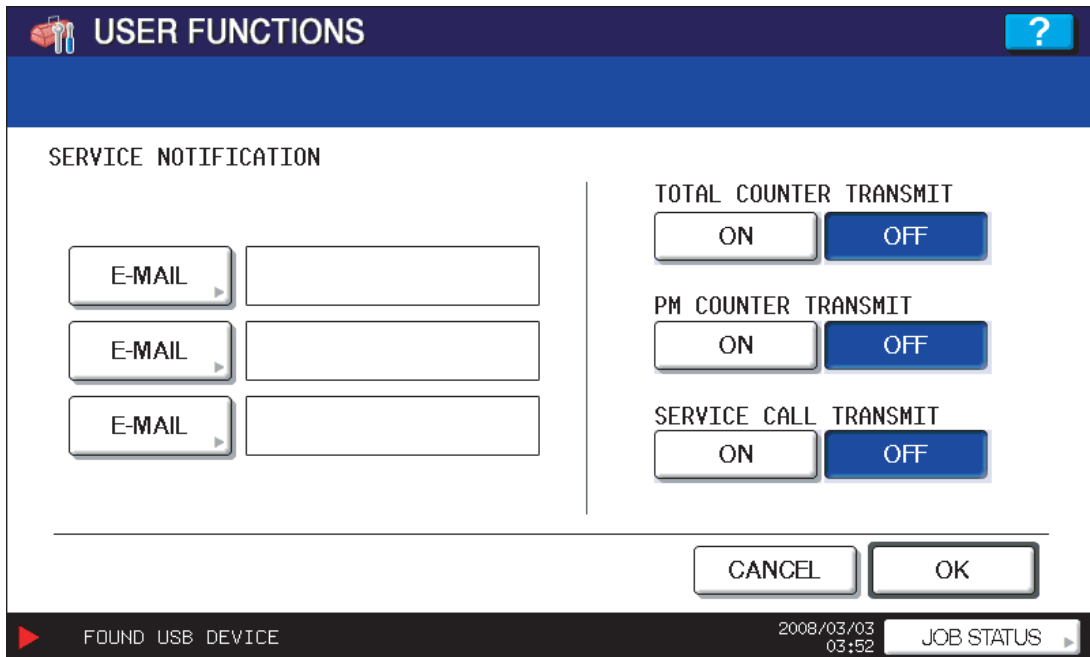 USER FUNCTIONS
?
SERVICE NOTIFICATION
E-MAIL
E-MAIL
E-MAIL
TOTAL COUNTER TRANSMIT
ON OFF
PM COUNTER TRANSMIT
ON OFF
SERVICE CALL TRANSMIT
ON OFF
CANCEL OK
FOUND USB DEVICE
2008/03/03
03:52
JOB STATUS